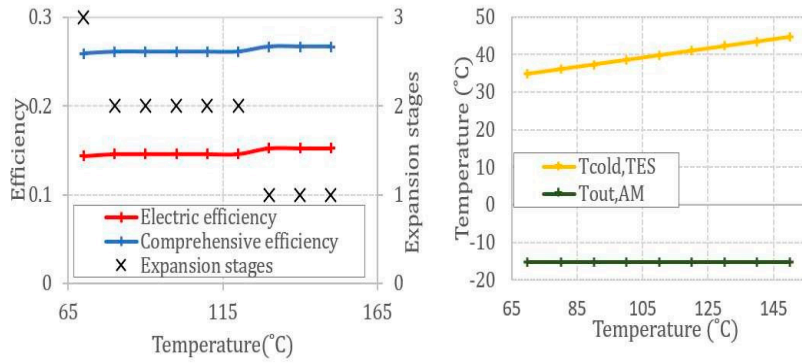 0.3
0.2
0.1
0
Efficiency
3
2
1
0
Expansion stages
Electric efficiency
Comprehensive efficiency
Expansion stages
65
115
165
Temperature(˚C)
50
40
30
20
10
0
-10
-20
Temperature (˚C)
Tcold,TES
Tout,AM
65
85
105
125
145
Temperature (˚C)